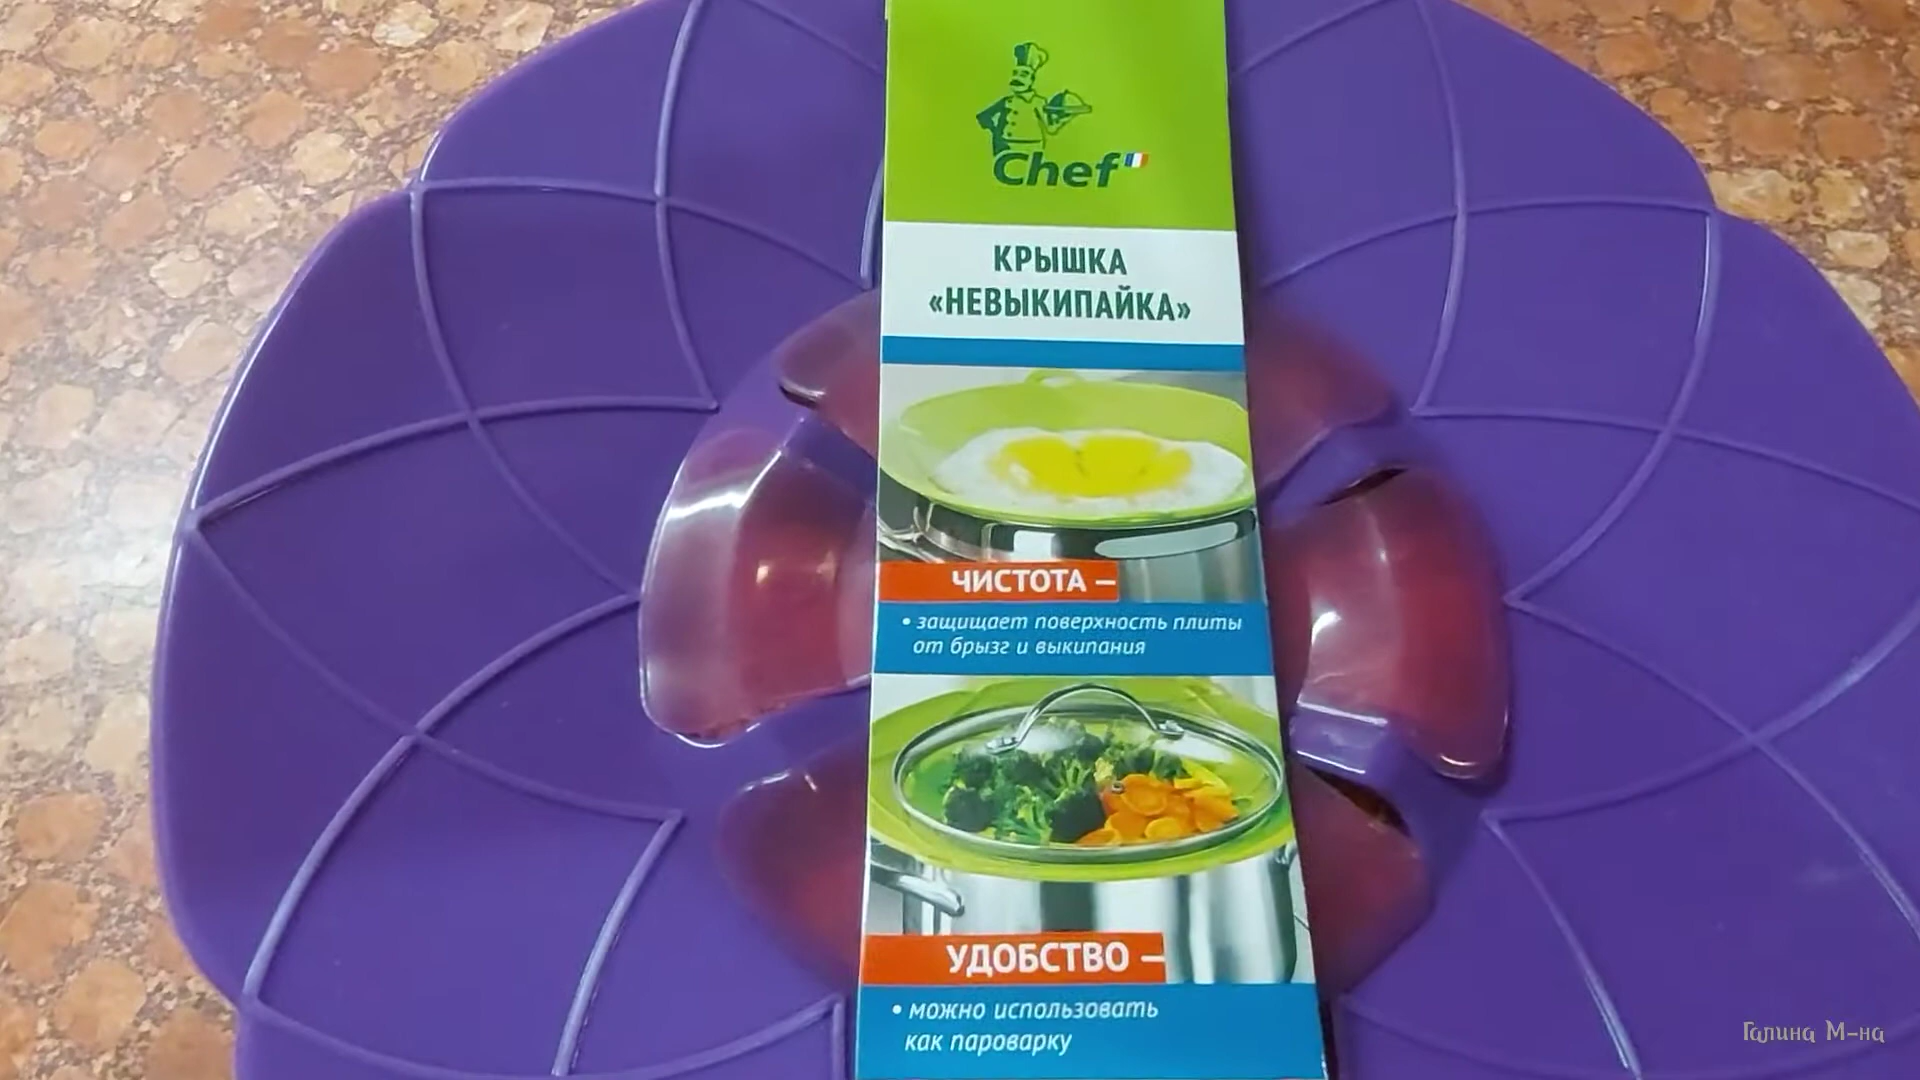 Chef
КРЫШКА
«НЕВЫКИПАЙКА»
ЧИСТОТА –
• защищает поверхность плиты
от брызг и выкипания
УДОБСТВО –
• можно использовать
как пароварку
Галина М-на